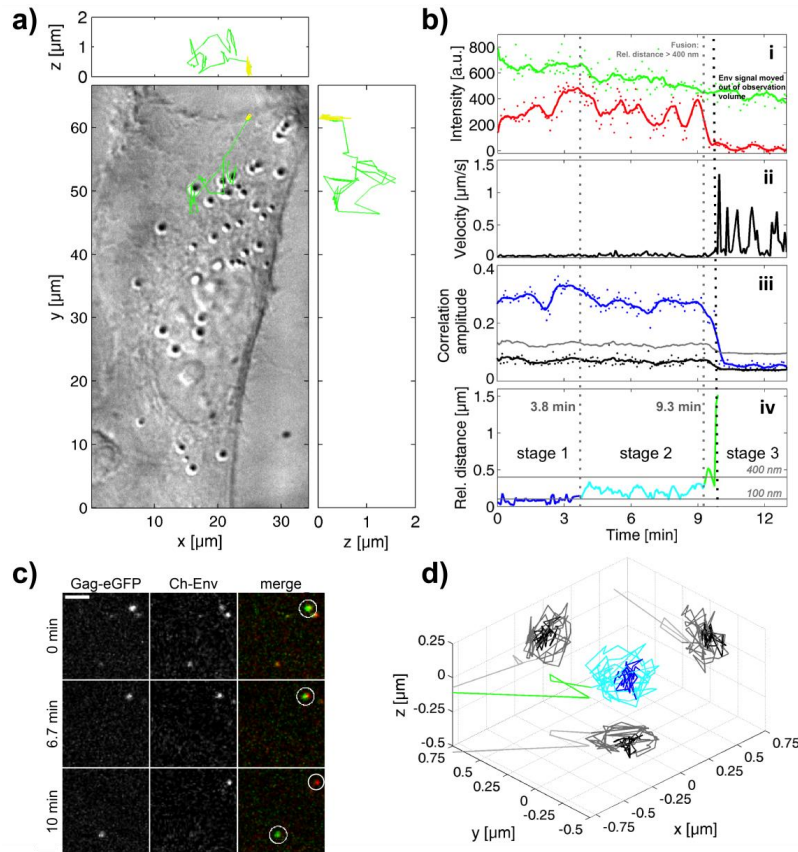 a)
2
1
0
z [µm]
60
50
40
30
20
10
0
y [µm]
10
20
30
x [µm]
0
1
2
z [µm]
b)
i
Fusion:
Rel. distance > 400 nm
Env signal moved
out of observation
volume
800
600
400
200
0
Intensity [a.u.]
ii
1.5
1
0.5
0
Velocity [µm/s]
iii
0.4
0.2
0
Correlation
amplitude
iv
3.8 min
9.3 min
stage 1
stage 2
stage 3
400 nm
100 nm
1.5
1
0.5
0
Rel. distance [µm]
0
3
6
9
12
Time [min]
c)
Gag-eGFP
Ch-Env
merge
0 min
6.7 min
10 min
d)
0.25
0
-0.25
-0.5
z [µm]
0.75
0.5
0.25
0
-0.25
-0.5
y [µm]
-0.75
-0.5
-0.25
0
0.25
0.5
0.75
x [µm]